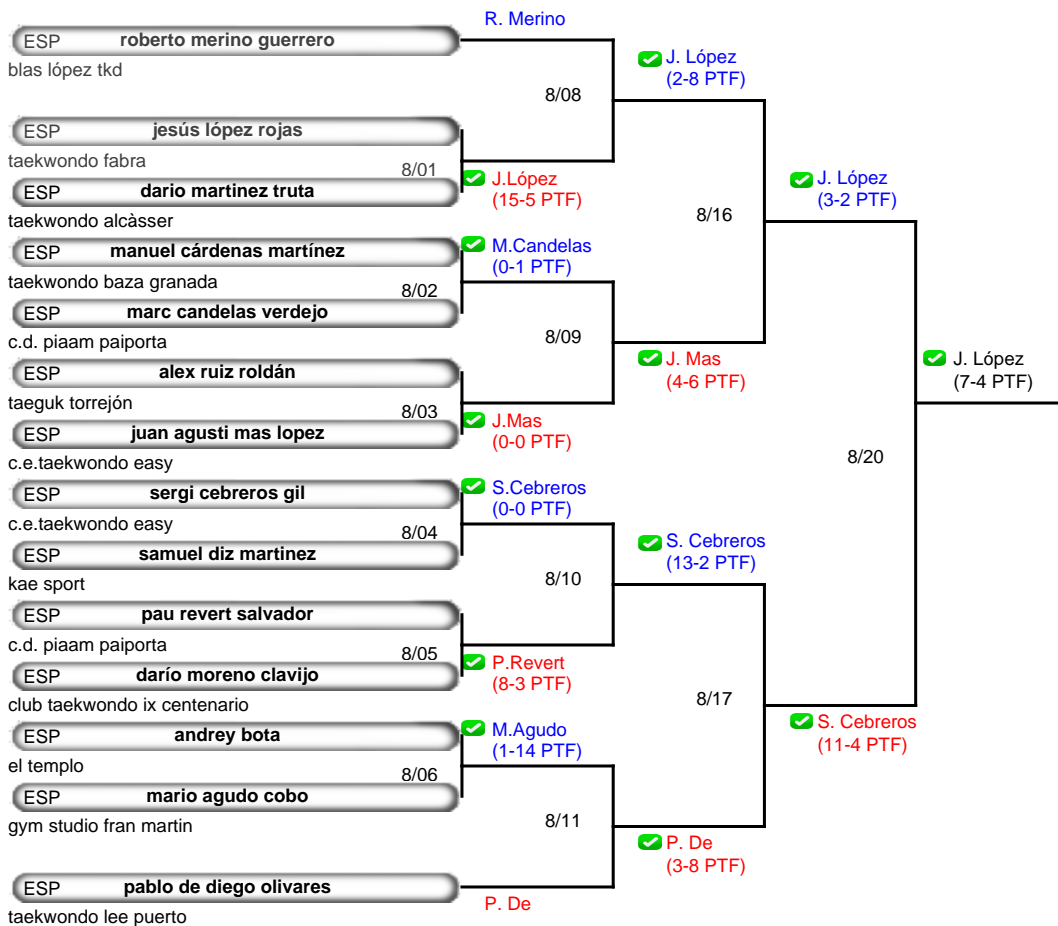 R. Merino
ESP roberto merino guerrero
blas lópez tkd
J. López
(2-8 PTF)
8/08
ESP jesús lópez rojas
taekwondo fabra
8/01
J.López
(15-5 PTF)
ESP dario martinez truta
taekwondo alcàsser
J. López
(3-2 PTF)
8/16
ESP manuel cárdenas martínez
taekwondo baza granada
M.Candelas
(0-1 PTF)
8/02
ESP marc candelas verdejo
c.d. piaam paiporta
8/09
J. Mas
(4-6 PTF)
ESP alex ruiz roldán
taeguk torrejón
8/03
J.Mas
(0-0 PTF)
ESP juan agusti mas lopez
c.e.taekwondo easy
J. López
(7-4 PTF)
8/20
ESP sergi cebreros gil
c.e.taekwondo easy
S.Cebreros
(0-0 PTF)
8/04
ESP samuel diz martinez
kae sport
S. Cebreros
(13-2 PTF)
8/10
ESP pau revert salvador
c.d. piaam paiporta
8/05
P.Revert
(8-3 PTF)
ESP darío moreno clavijo
club taekwondo ix centenario
8/17
S. Cebreros
(11-4 PTF)
ESP andrey bota
el templo
M.Agudo
(1-14 PTF)
8/06
ESP mario agudo cobo
gym studio fran martin
8/11
P. De
(3-8 PTF)
ESP pablo de diego olivares
taekwondo lee puerto
P. De